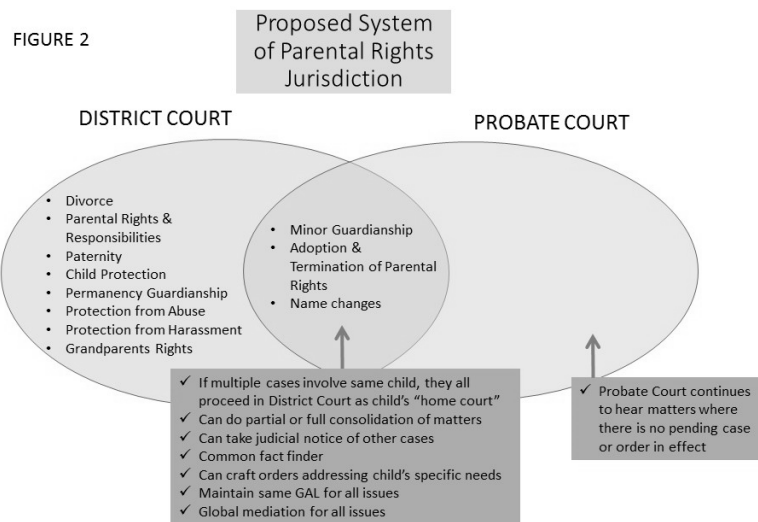 FIGURE 2
Proposed System
of Parental Rights
Jurisdiction
DISTRICT COURT
PROBATE COURT
• Divorce
• Parental Rights &
Responsibilities
• Paternity
• Child Protection
• Permanency Guardianship
• Protection from Abuse
• Protection from Harassment
• Grandparents Rights
• Minor Guardianship
• Adoption &
Termination of Parental
Rights
• Name changes
✓ If multiple cases involve same child, they all
proceed in District Court as child's “home court”
✓ Can do partial or full consolidation of matters
✓ Can take judicial notice of other cases
✓ Common fact finder
✓ Can craft orders addressing child's specific needs
✓ Maintain same GAL for all issues
✓ Global mediation for all issues
✓ Probate Court continues
to hear matters where
there is no pending case
or order in effect